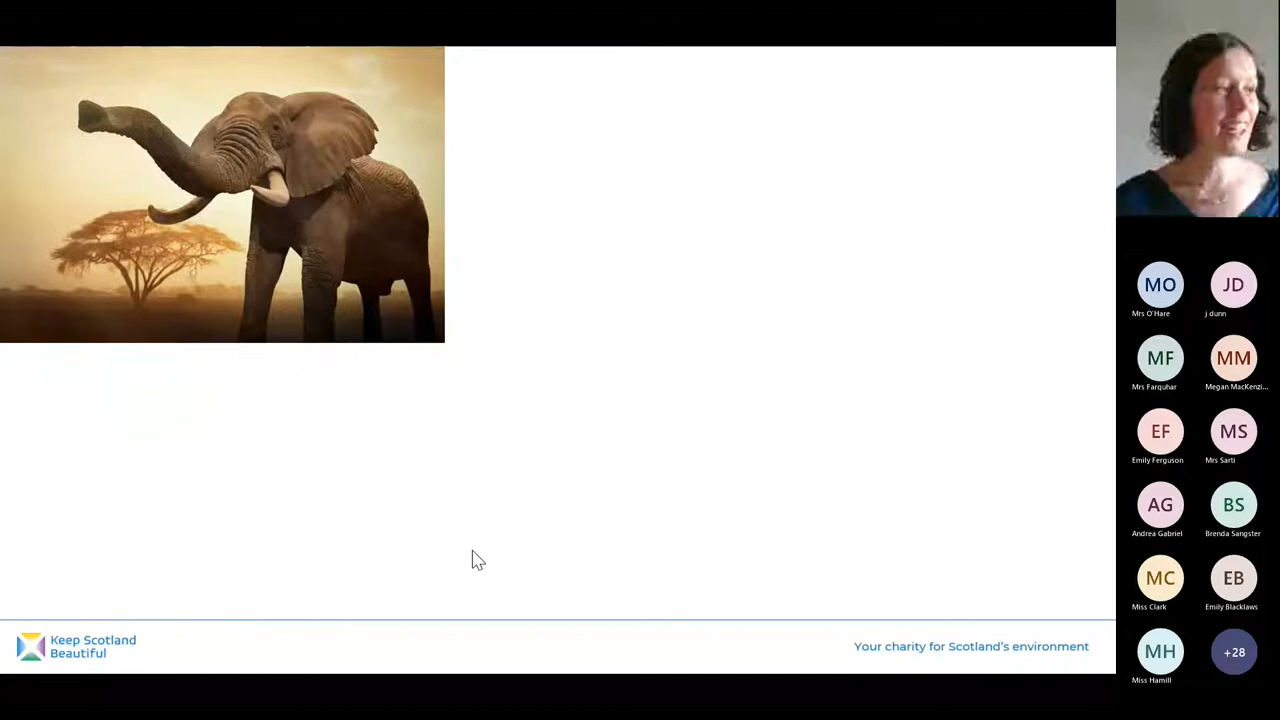 MO
JD
Mrs O'Hare
j dunn
MF
MM
Mrs Farquhar
Megan MacKenzi...
EF
MS
Emily Ferguson
Mrs Sarti
AG
BS
Andrea Gabriel
Brenda Sangster
MC
EB
Miss Clark
Emily Blacklaws
MH
+28
Miss Hamill
Keep Scotland
Beautiful
Your charity for Scotland's environment